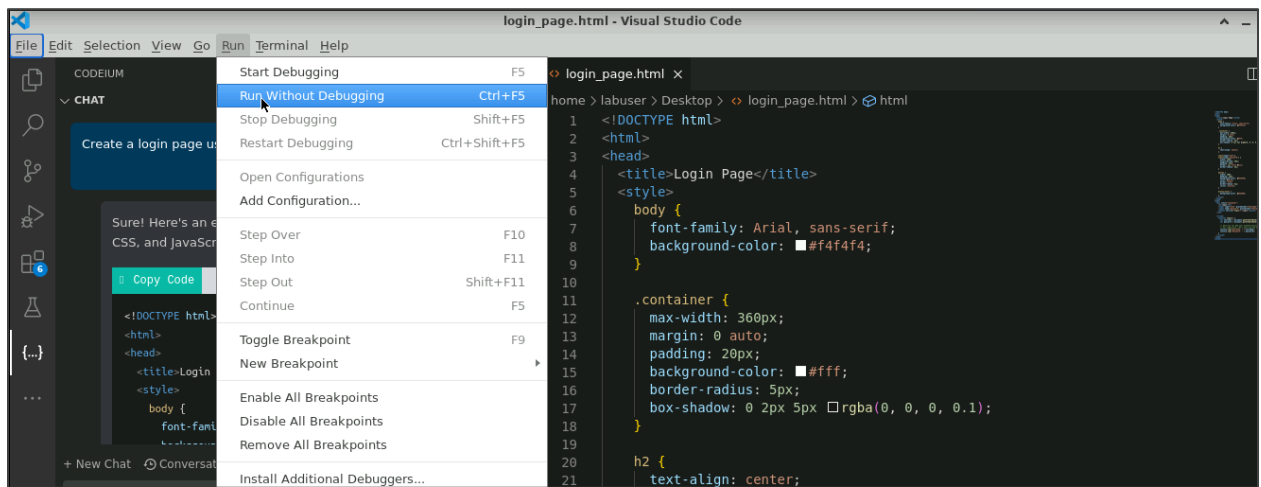 login_page.html - Visual Studio Code
File Edit Selection View Go Run Terminal Help
CODEIUM
CHAT
Create a login page
Sure! Here's an
CSS, and
Copy Code
<!DOCTYPE html>
<html>
<head>
<title>Login
<style>
body {
+ New Chat
6
{...}
...
Start Debugging F5
Run Without Debugging Ctrl+F5
Stop Debugging Shift+F5
Restart Debugging Ctrl+Shift+F5
Open Configurations
Add Configuration...
Step Over F10
Step Into F11
Step Out Shift+F11
Continue F5
Toggle Breakpoint F9
New Breakpoint
Enable All Breakpoints
Disable All Breakpoints
Remove All Breakpoints
Install Additional Debuggers...
<> login_page.html ×
home > labuser > Desktop > <> login_page.html > html
1 <!DOCTYPE html>
2 <html>
3 <head>
4 <title>Login Page</title>
5 <style>
6 body {
7 font-family: Arial, sans-serif;
8 background-color: #f4f4f4;
9 }
10
11 .container {
12 max-width: 360px;
13 margin: 0 auto;
14 padding: 20px;
15 background-color: #fff;
16 border-radius: 5px;
17 box-shadow: 0 2px 5px rgba(0, 0, 0, 0.1);
18 }
19
20 h2 {
21 text-align: center;